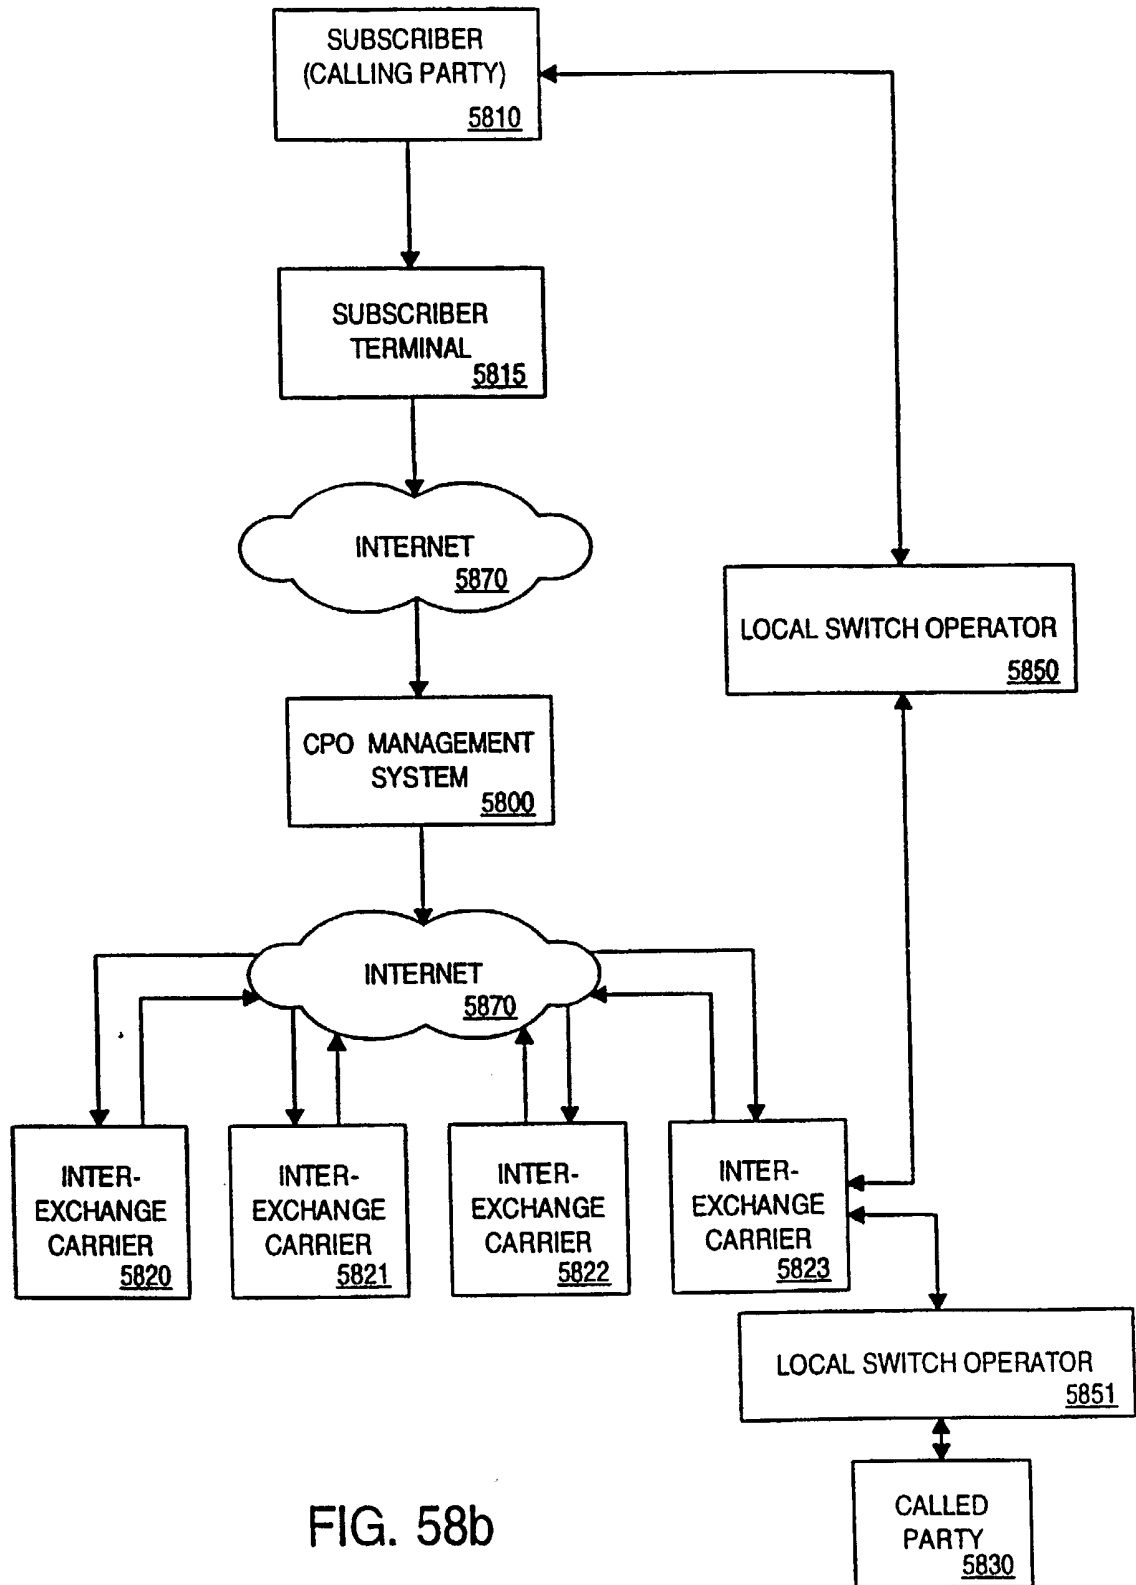 SUBSCRIBER
(CALLING PARTY)
5810
SUBSCRIBER
TERMINAL
5815
INTERNET
5870
LOCAL SWITCH OPERATOR
5850
CPO MANAGEMENT
SYSTEM
5800
INTERNET
5870
INTER-
EXCHANGE
CARRIER
5820
INTER-
EXCHANGE
CARRIER
5821
INTER-
EXCHANGE
CARRIER
5822
INTER-
EXCHANGE
CARRIER
5823
LOCAL SWITCH OPERATOR
5851
CALLED
PARTY
5830
FIG. 58b